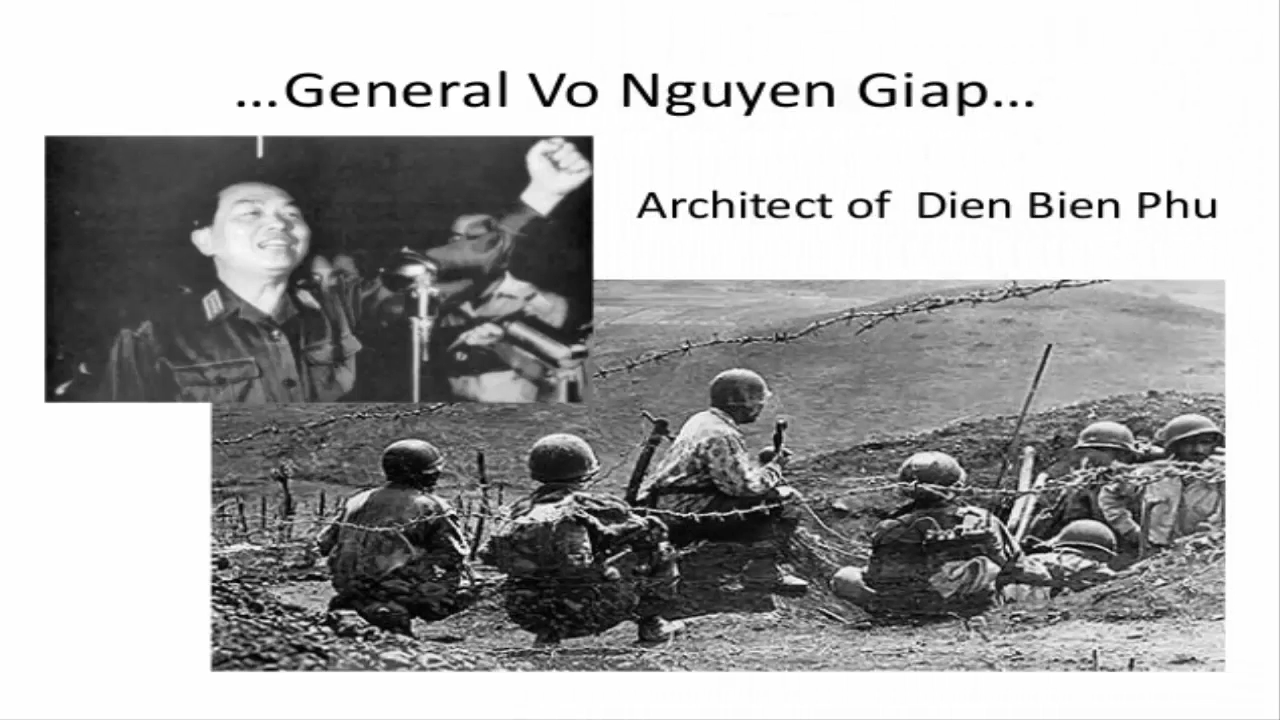 ...General Vo Nguyen Giap...
Architect of  Dien Bien Phu